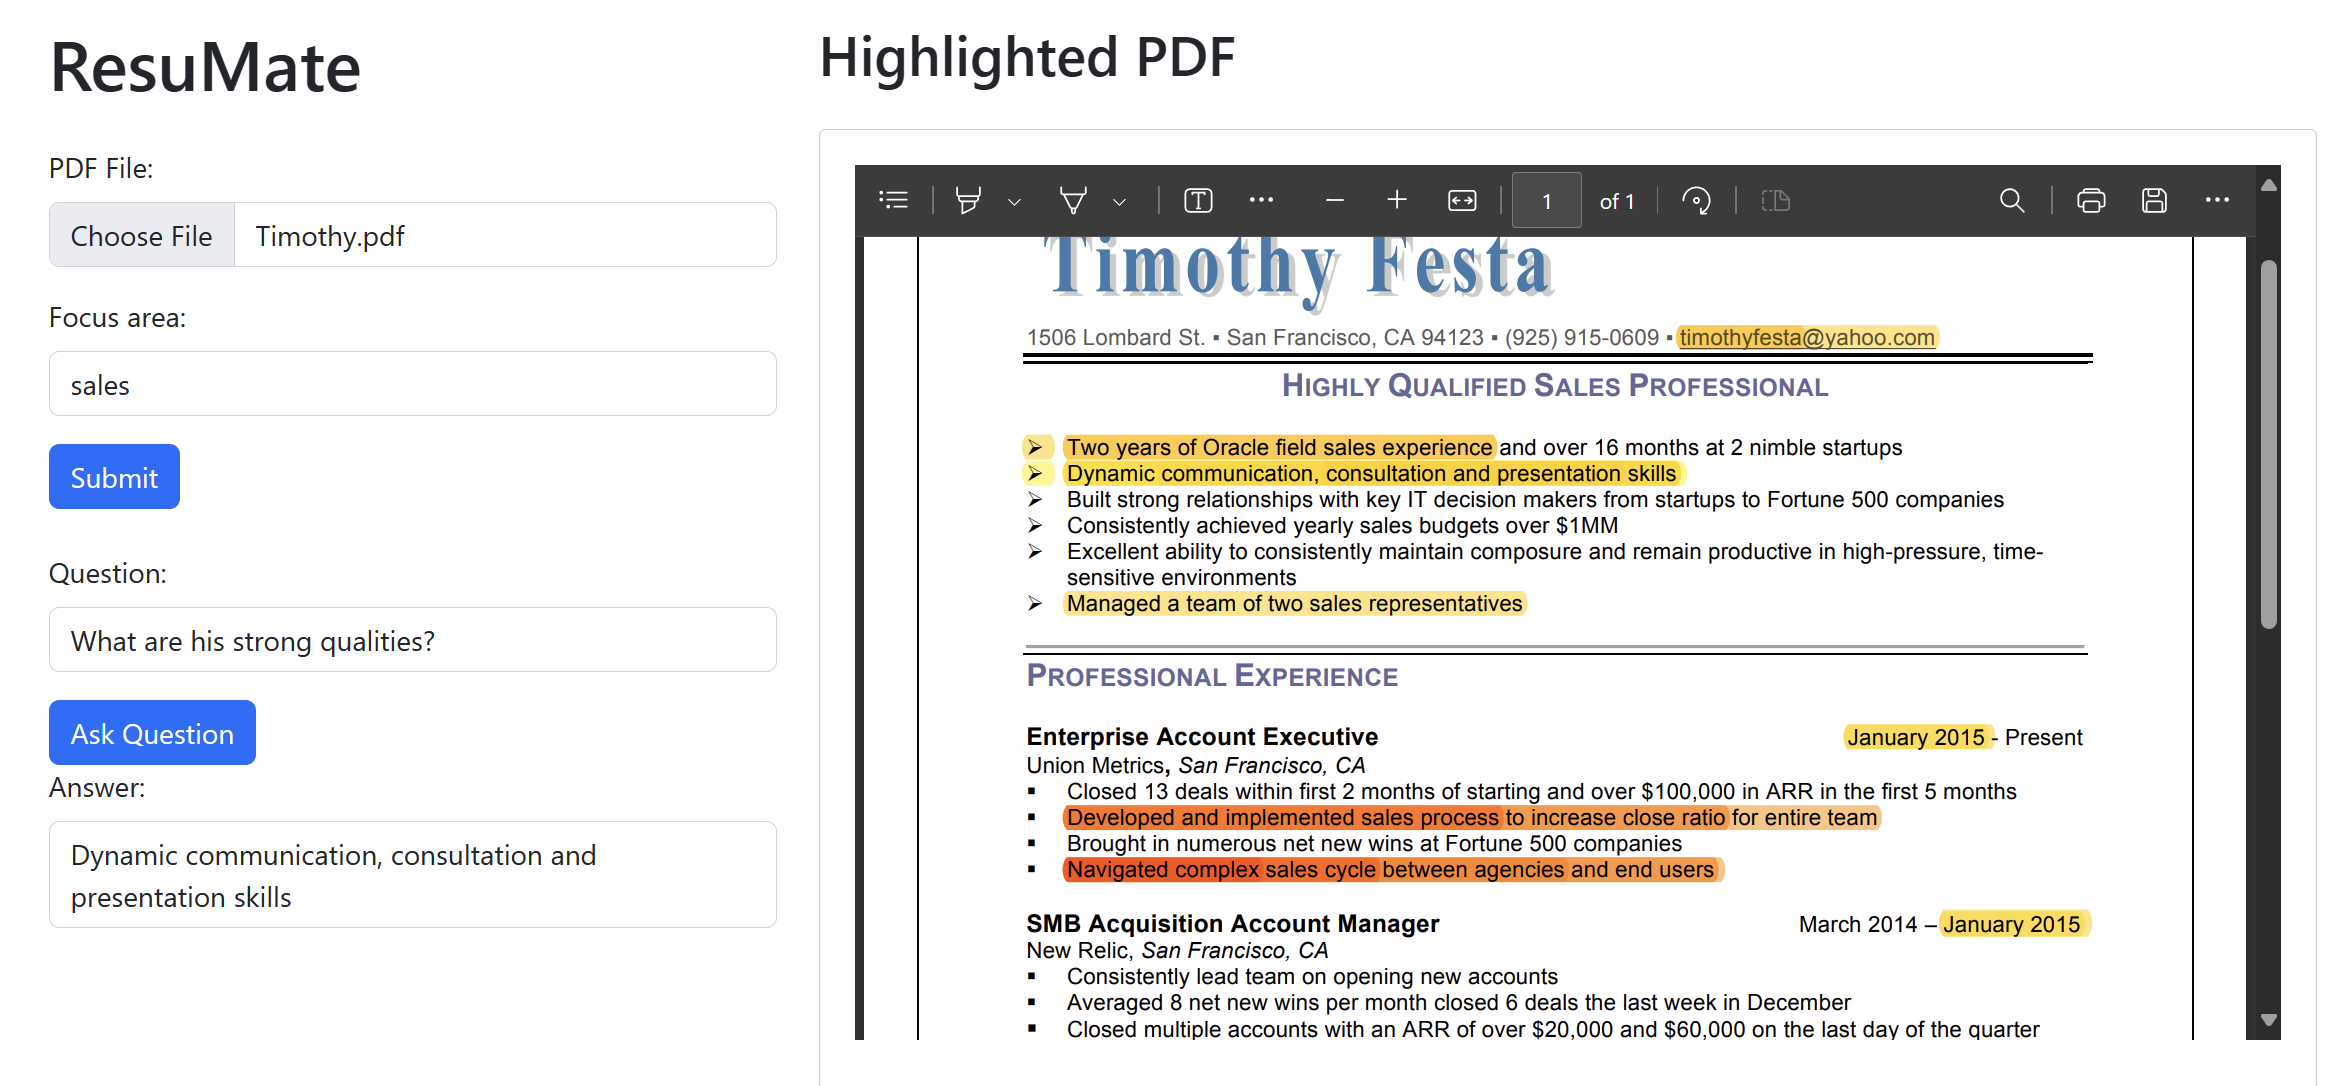 ResuMate
PDF File:
Choose File Timothy.pdf
Focus area:
sales
Submit
Question:
What are his strong qualities?
Ask Question
Answer:
Dynamic communication, consultation and
presentation skills
Highlighted PDF
1 of 1
Timothy Festa
1506 Lombard St. ▪ San Francisco, CA 94123 ▪ (925) 915-0609 ▪ timothyfesta@yahoo.com
HIGHLY QUALIFIED SALES PROFESSIONAL
➢ Two years of Oracle field sales experience and over 16 months at 2 nimble startups
➢ Dynamic communication, consultation and presentation skills
➢ Built strong relationships with key IT decision makers from startups to Fortune 500 companies
➢ Consistently achieved yearly sales budgets over $1MM
➢ Excellent ability to consistently maintain composure and remain productive in high-pressure, time-
sensitive environments
➢ Managed a team of two sales representatives
PROFESSIONAL EXPERIENCE
Enterprise Account Executive January 2015 - Present
Union Metrics, San Francisco, CA
▪ Closed 13 deals within first 2 months of starting and over $100,000 in ARR in the first 5 months
▪ Developed and implemented sales process to increase close ratio for entire team
▪ Brought in numerous net new wins at Fortune 500 companies
▪ Navigated complex sales cycle between agencies and end users
SMB Acquisition Account Manager March 2014 – January 2015
New Relic, San Francisco, CA
▪ Consistently lead team on opening new accounts
▪ Averaged 8 net new wins per month closed 6 deals the last week in December
▪ Closed multiple accounts with an ARR of over $20,000 and $60,000 on the last day of the quarter